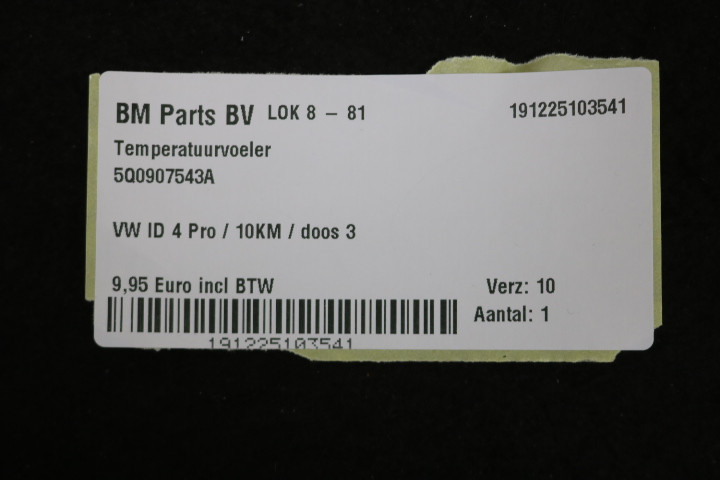 BM Parts BV LOK 8 – 81 191225103541
Temperatuurvoeler
5Q0907543A
VW ID 4 Pro / 10KM / doos 3
9,95 Euro incl BTW Verz: 10
Aantal: 1
191225103541